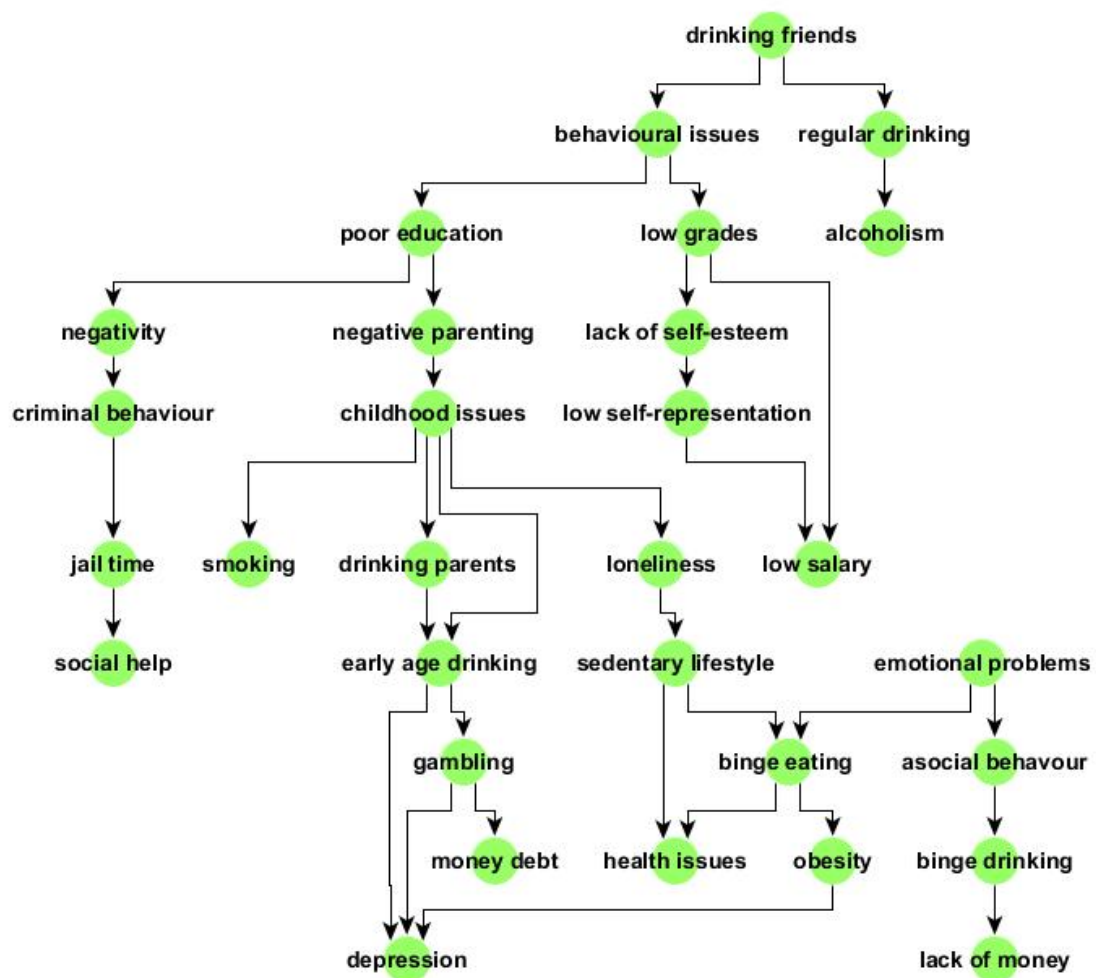 drinking friends
behavioural issues
regular drinking
poor education
low grades
alcoholism
negativity
negative parenting
lack of self-esteem
criminal behaviour
childhood issues
low self-representation
jail time
smoking
drinking parents
loneliness
low salary
social help
early age drinking
sedentary lifestyle
emotional problems
gambling
binge eating
asocial behavour
money debt
health issues
obesity
binge drinking
depression
lack of money